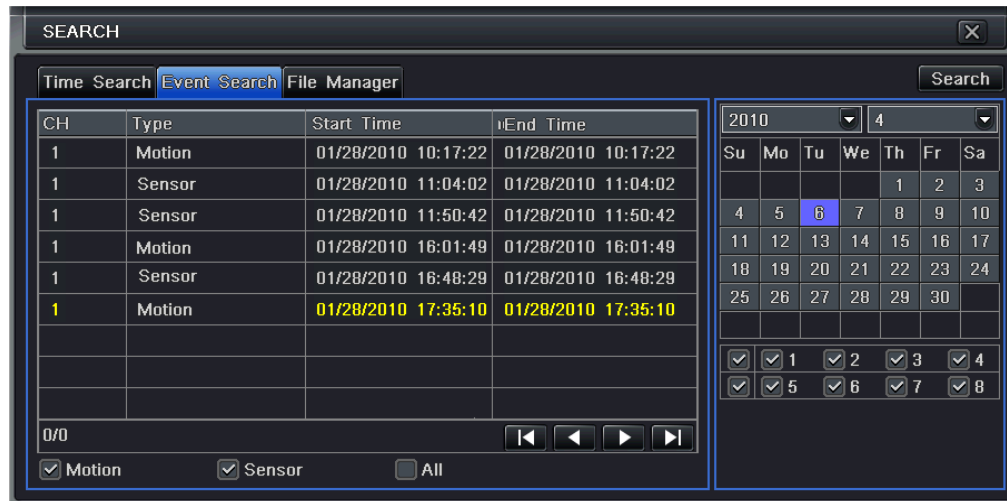 SEARCH
Time Search Event Search File Manager Search
CH Type Start Time End Time
1 Motion 01/28/2010 10:17:22 01/28/2010 10:17:22
1 Sensor 01/28/2010 11:04:02 01/28/2010 11:04:02
1 Sensor 01/28/2010 11:50:42 01/28/2010 11:50:42
1 Motion 01/28/2010 16:01:49 01/28/2010 16:01:49
1 Sensor 01/28/2010 16:48:29 01/28/2010 16:48:29
1 Motion 01/28/2010 17:35:10 01/28/2010 17:35:10
0/0
Motion Sensor All
2010 4
Su Mo Tu We Th Fr Sa
1 2 3
4 5 6 7 8 9 10
11 12 13 14 15 16 17
18 19 20 21 22 23 24
25 26 27 28 29 30
1 2 3 4
5 6 7 8